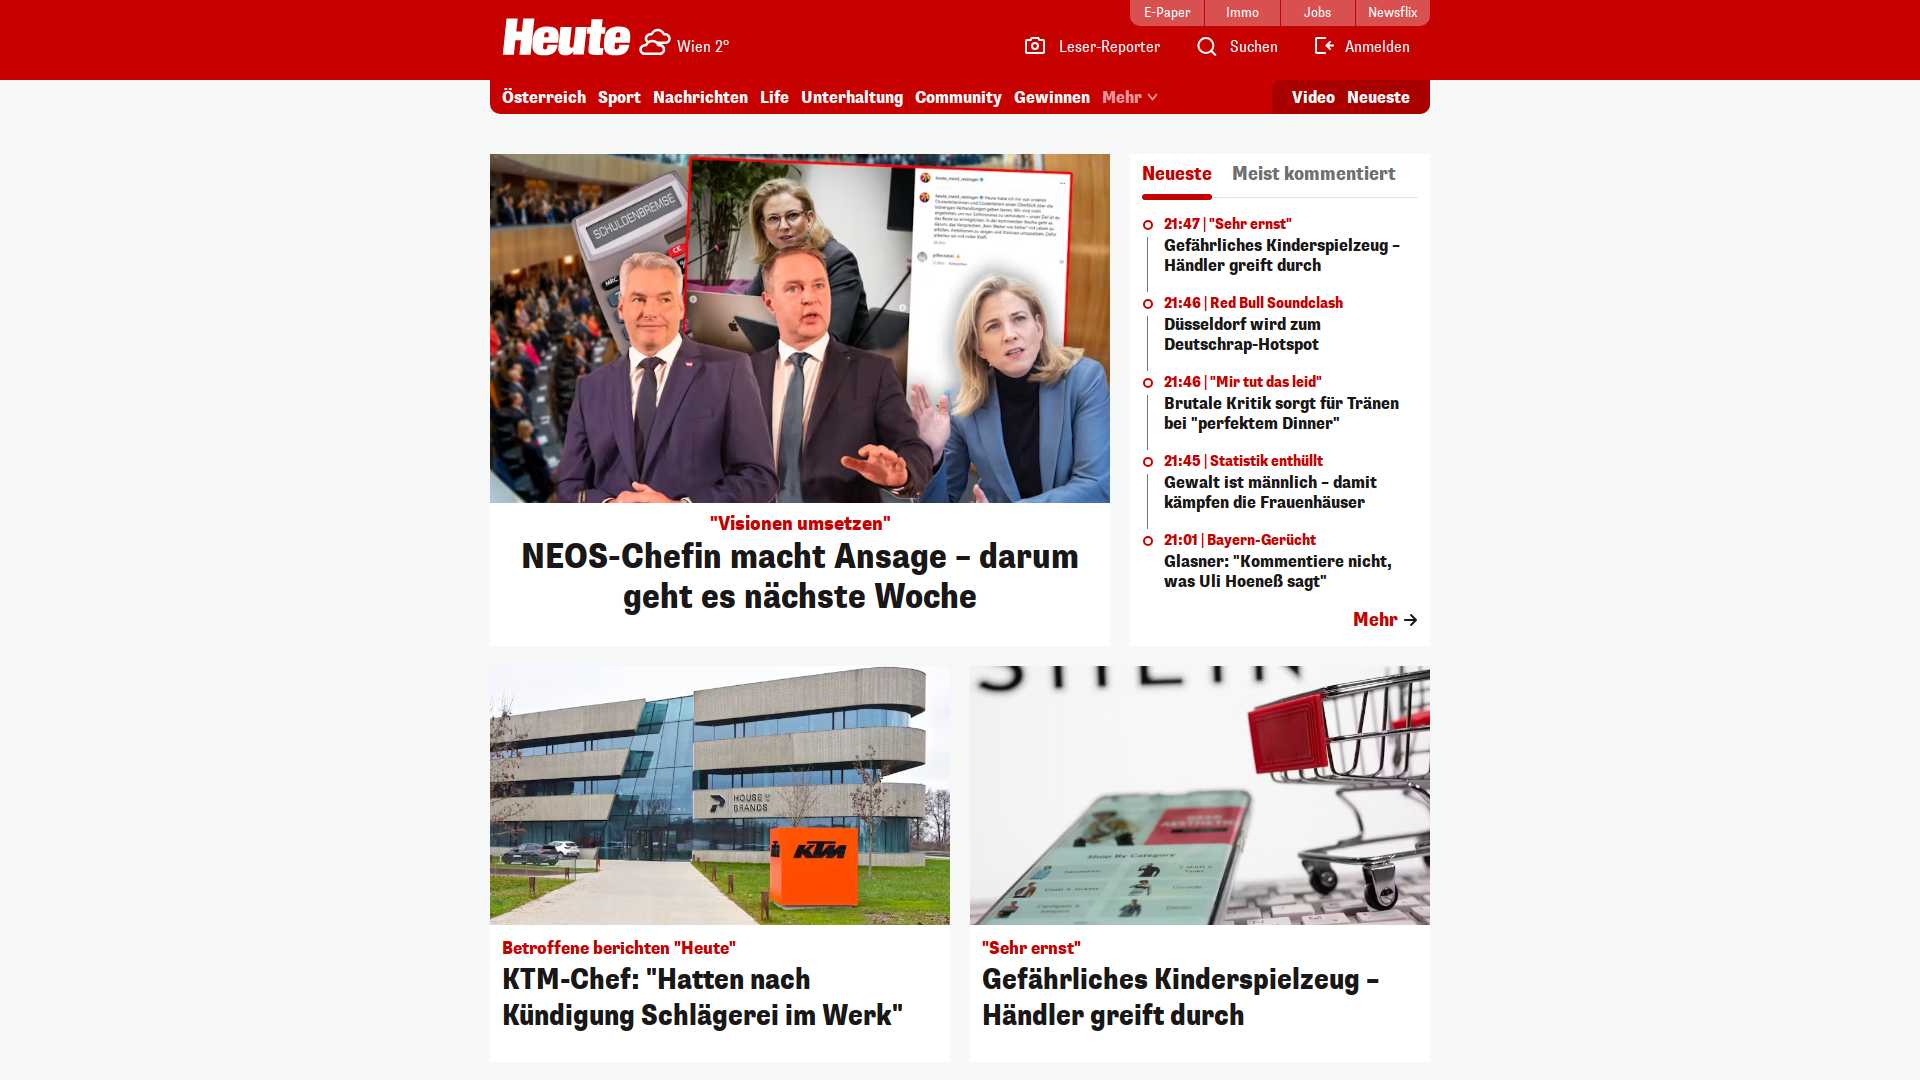 E-Paper
Immo
Jobs
Newsflix
Heute
Wien 2°
Leser-Reporter
Suchen
Anmelden
Österreich
Sport
Nachrichten
Life
Unterhaltung
Community
Gewinnen
Mehr
Video
Neueste
SCHULDENBREMSE
"Visionen umsetzen"
NEOS-Chefin macht Ansage – darum
geht es nächste Woche
Neueste
Meist kommentiert
21:47 | "Sehr ernst"
Gefährliches Kinderspielzeug –
Händler greift durch
21:46 | Red Bull Soundclash
Düsseldorf wird zum
Deutschrap-Hotspot
21:46 | "Mir tut das leid"
Brutale Kritik sorgt für Tränen
bei "perfektem Dinner"
21:45 | Statistik enthüllt
Gewalt ist männlich – damit
kämpfen die Frauenhäuser
21:01 | Bayern-Gerücht
Glasner: "Kommentiere nicht,
was Uli Hoeneß sagt"
Mehr
HOUSE OF
BRANDS
KTM
Betroffene berichten "Heute"
KTM-Chef: "Hatten nach
Kündigung Schlägerei im Werk"
Shop By Category
"Sehr ernst"
Gefährliches Kinderspielzeug –
Händler greift durch